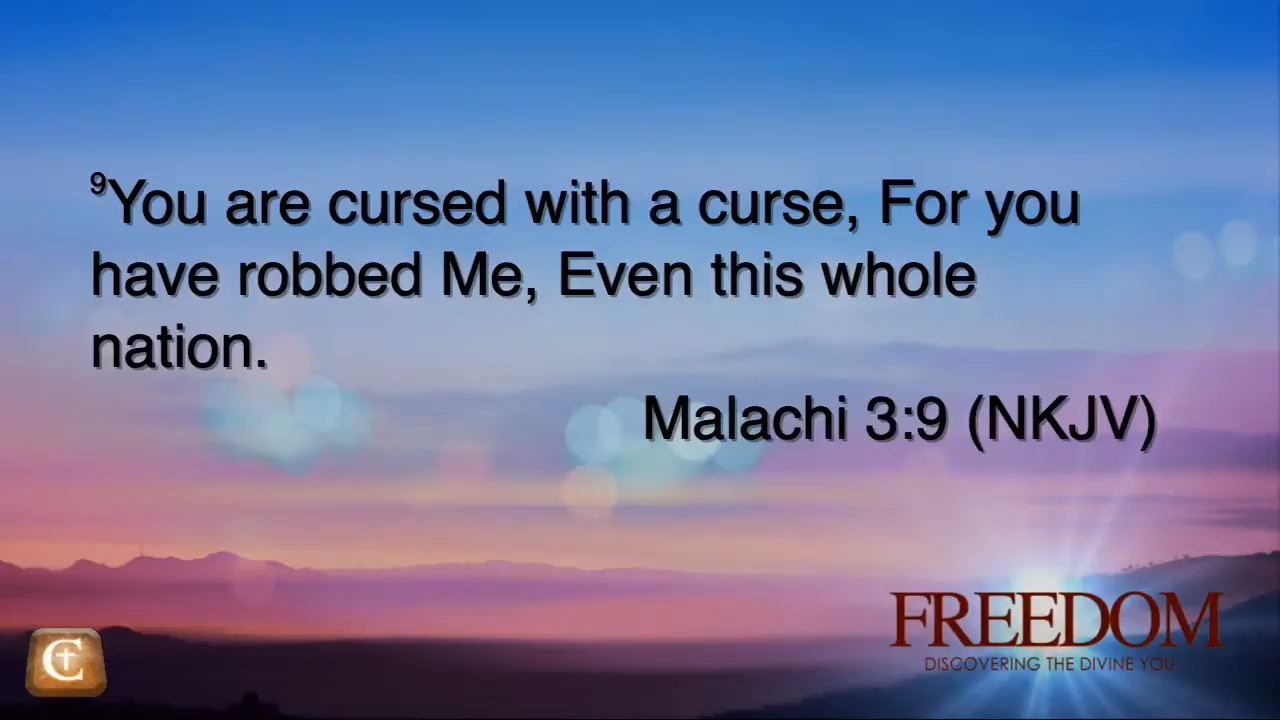 ⁹You are cursed with a curse, For you
have robbed Me, Even this whole
nation.
Malachi 3:9 (NKJV)
FREEDOM
DISCOVERING THE DIVINE YOU
C